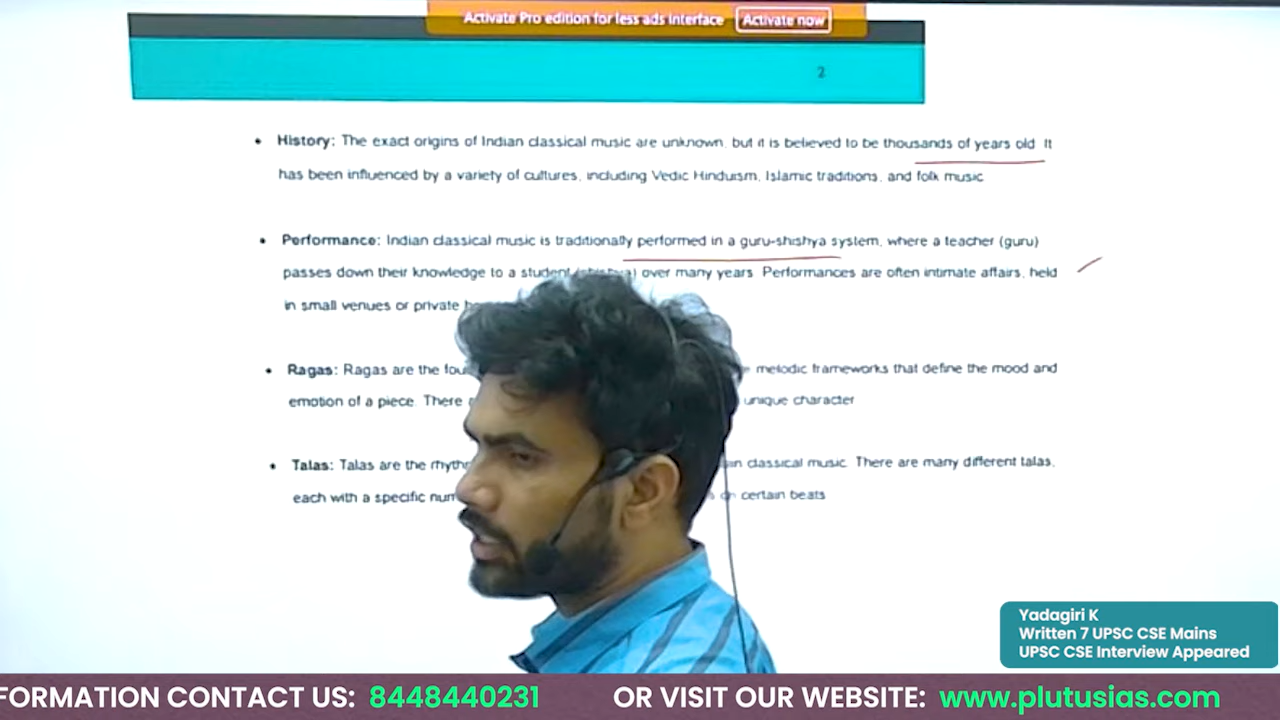 Activate Pro edition for less ads interface Activate now
2
• History: The exact origins of Indian classical music are unknown, but it is believed to be thousands of years old. It
has been influenced by a variety of cultures, including Vedic Hinduism, Islamic traditions, and folk music
• Performance: Indian classical music is traditionally performed in a guru-shishya system, where a teacher (guru)
passes down their knowledge to a student over many years. Performances are often intimate affairs, held
in small venues or private
• Ragas: Ragas are the melodic frameworks that define the mood and
emotion of a piece. There unique character
• Talas: Talas are the classical music. There are many different talas,
each with a specific certain beats
Yadagiri K
Written 7 UPSC CSE Mains
UPSC CSE Interview Appeared
FORMATION CONTACT US: 8448440231 OR VISIT OUR WEBSITE: www.plutusias.com